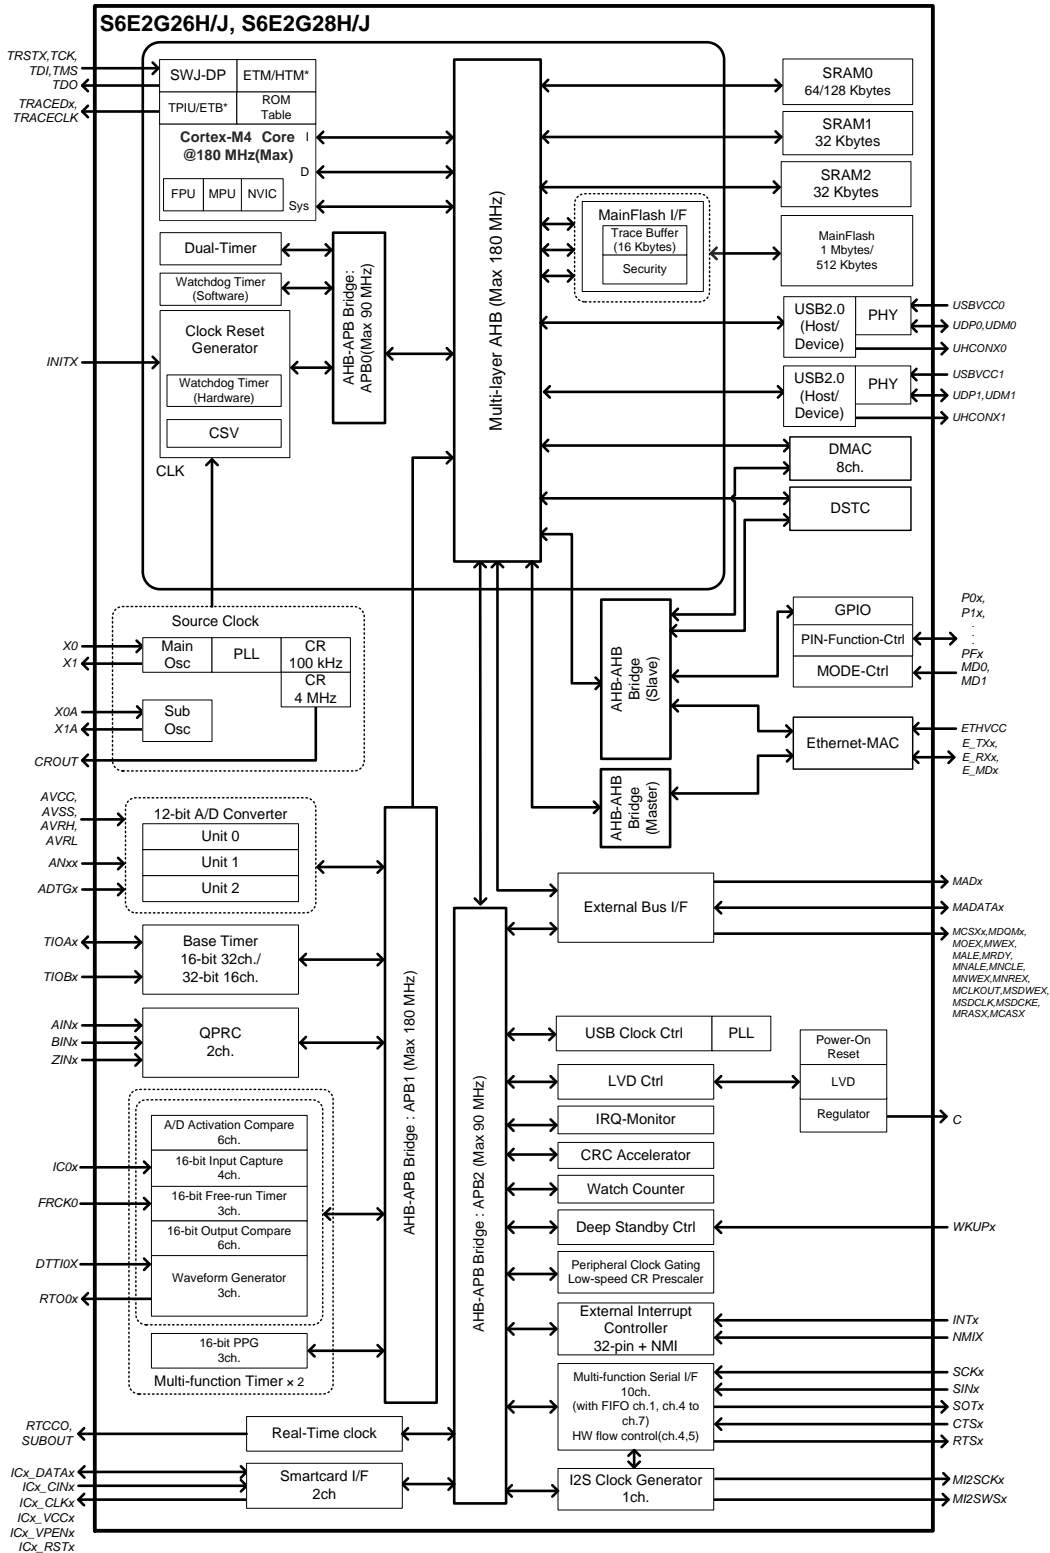 S6E2G26H/J, S6E2G28H/J
TRSTX,TCK,
TDI,TMS
TDO
TRACEDx,
TRACECLK
SWJ-DP
ETM/HTM*
TPIU/ETB*
ROM
Table
Cortex-M4 Core
@180 MHz(Max)
I
D
Sys
FPU
MPU
NVIC
Dual-Timer
Watchdog Timer
(Software)
Clock Reset
Generator
Watchdog Timer
(Hardware)
CSV
CLK
INITX
AHB-APB Bridge:
APB0(Max 90 MHz)
Multi-layer AHB (Max 180 MHz)
SRAM0
64/128 Kbytes
SRAM1
32 Kbytes
SRAM2
32 Kbytes
MainFlash I/F
Trace Buffer
(16 Kbytes)
Security
MainFlash
1 Mbytes/
512 Kbytes
USB2.0
(Host/
Device)
PHY
USBVCC0
UDP0,UDM0
UHCONX0
USB2.0
(Host/
Device)
PHY
USBVCC1
UDP1,UDM1
UHCONX1
DMAC
8ch.
DSTC
Source Clock
X0
X1
Main
Osc
PLL
CR
100 kHz
CR
4 MHz
X0A
X1A
Sub
Osc
CROUT
AHB-AHB
Bridge
(Slave)
AHB-AHB
Bridge
(Master)
GPIO
PIN-Function-Ctrl
MODE-Ctrl
P0x,
P1x,
.
:
PFx
MD0,
MD1
Ethernet-MAC
ETHVCC
E_TXx,
E_RXx,
E_MDx
AVCC,
AVSS,
AVRH,
AVRL
ANxx
ADTGx
12-bit A/D Converter
Unit 0
Unit 1
Unit 2
TIOAx
TIOBx
Base Timer
16-bit 32ch./
32-bit 16ch.
AINx
BINx
ZINx
QPRC
2ch.
AHB-APB Bridge : APB1 (Max 180 MHz)
AHB-APB Bridge : APB2 (Max 90 MHz)
External Bus I/F
MADx
MADATAx
MCSXx,MDQMx,
MOEX,MWEX,
MALE,MRDY,
MNALE,MNCLE,
MNWEX,MNREX,
MCLKOUT,MSDWEX,
MSDCLK,MSDCKE,
MRASX,MCASX
USB Clock Ctrl
PLL
LVD Ctrl
Power-On
Reset
LVD
Regulator
C
IRQ-Monitor
CRC Accelerator
Watch Counter
Deep Standby Ctrl
WKUPx
Peripheral Clock Gating
Low-speed CR Prescaler
A/D Activation Compare
6ch.
16-bit Input Capture
4ch.
16-bit Free-run Timer
3ch.
16-bit Output Compare
6ch.
Waveform Generator
3ch.
16-bit PPG
3ch.
Multi-function Timer × 2
IC0x
FRCK0
DTTI0X
RTO0x
External Interrupt
Controller
32-pin + NMI
INTx
NMIX
Multi-function Serial I/F
10ch.
(with FIFO ch.1, ch.4 to
ch.7)
HW flow control(ch.4,5)
SCKx
SINx
SOTx
CTSx
RTSx
RTCCO,
SUBOUT
Real-Time clock
ICx_DATAx
ICx_CINx
ICx_CLKx
ICx_VCCx
ICx_VPENx
ICx_RSTx
Smartcard I/F
2ch
I2S Clock Generator
1ch.
MI2SCKx
MI2SWSx